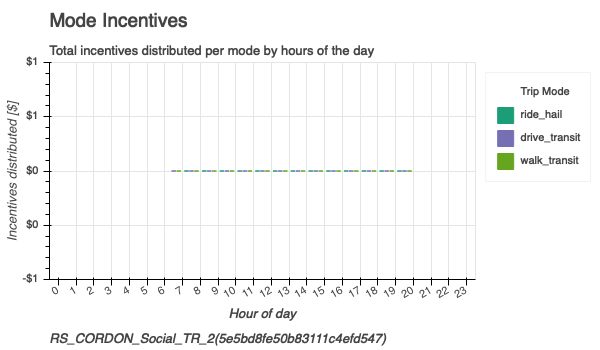 Mode Incentives
Total incentives distributed per mode by hours of the day
$1
$1
$0
$0
-$1
Incentives distributed [$]
0 1 2 3 4 5 6 7 8 9 10 11 12 13 14 15 16 17 18 19 20 21 22 23
Hour of day
Trip Mode
ride_hail
drive_transit
walk_transit
RS_CORDON_Social_TR_2(5e5bd8fe50b83111c4efd547)